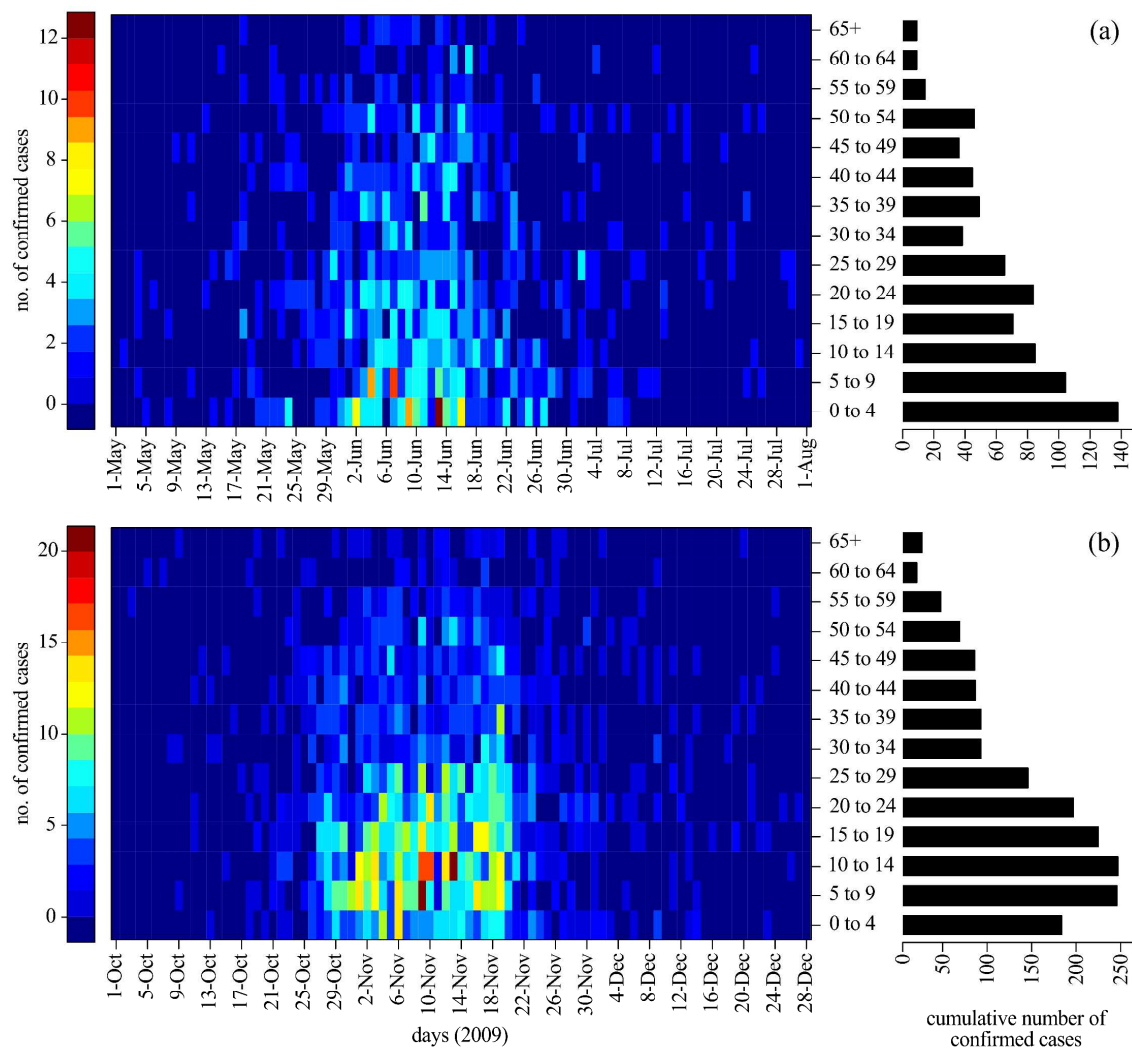 (a)
no. of confirmed cases
12
10
8
6
4
2
0
65+
60 to 64
55 to 59
50 to 54
45 to 49
40 to 44
35 to 39
30 to 34
25 to 29
20 to 24
15 to 19
10 to 14
5 to 9
0 to 4
1-May
5-May
9-May
13-May
17-May
21-May
25-May
29-May
2-Jun
6-Jun
10-Jun
14-Jun
18-Jun
22-Jun
26-Jun
30-Jun
4-Jul
8-Jul
12-Jul
16-Jul
20-Jul
24-Jul
28-Jul
1-Aug
0
20
40
60
80
100
120
140
(b)
no. of confirmed cases
20
15
10
5
0
65+
60 to 64
55 to 59
50 to 54
45 to 49
40 to 44
35 to 39
30 to 34
25 to 29
20 to 24
15 to 19
10 to 14
5 to 9
0 to 4
1-Oct
5-Oct
9-Oct
13-Oct
17-Oct
21-Oct
25-Oct
29-Oct
2-Nov
6-Nov
10-Nov
14-Nov
18-Nov
22-Nov
26-Nov
30-Nov
4-Dec
8-Dec
12-Dec
16-Dec
20-Dec
24-Dec
28-Dec
days (2009)
0
50
100
150
200
250
cumulative number of
confirmed cases